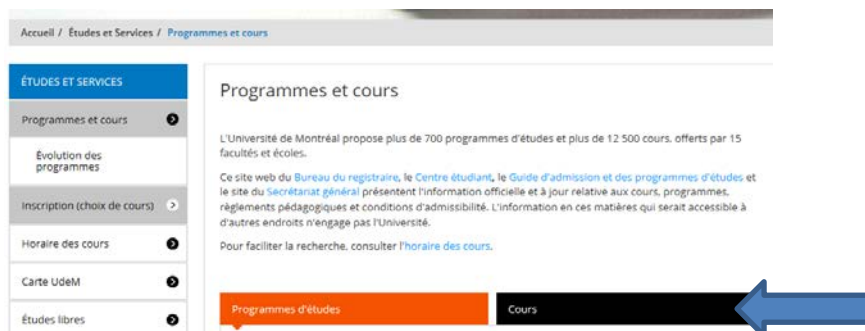 Accueil / Études et Services / Programmes et cours
ÉTUDES ET SERVICES
Programmes et cours
Évolution des
programmes
Inscription (choix de cours)
Horaire des cours
Carte UdeM
Études libres
Programmes et cours
L'Université de Montréal propose plus de 700 programmes d'études et plus de 12 500 cours. offerts par 15
facultés et écoles.
Ce site web du Bureau du registraire, le Centre étudiant, le Guide d'admission et des programmes d'études et
le site du Secrétariat général présentent l'information officielle et à jour relative aux cours, programmes,
règlements pédagogiques et conditions d'admissibilité. L'information en ces matières qui serait accessible à
d'autres endroits n'engage pas l'Université.
Pour faciliter la recherche, consulter l'horaire des cours.
Programmes d'études
Cours